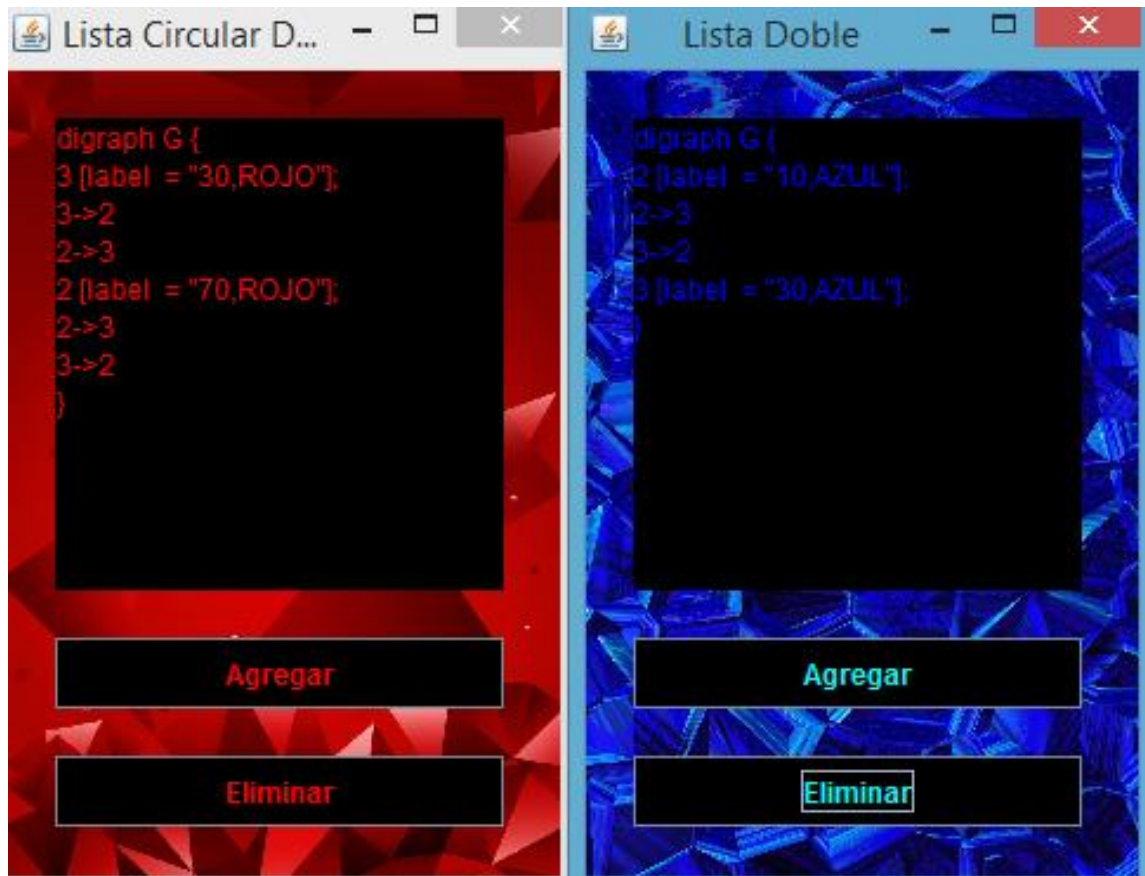 Lista Circular D...
digraph G {
3 [label  = "30,ROJO"];
3->2
2->3
2 [label  = "70,ROJO"];
2->3
3->2
}
Agregar
Eliminar
Lista Doble
digraph G {
2 [label  = "10,AZUL"];
2->3
3->2
3 [label  = "30,AZUL"];
}
Agregar
Eliminar